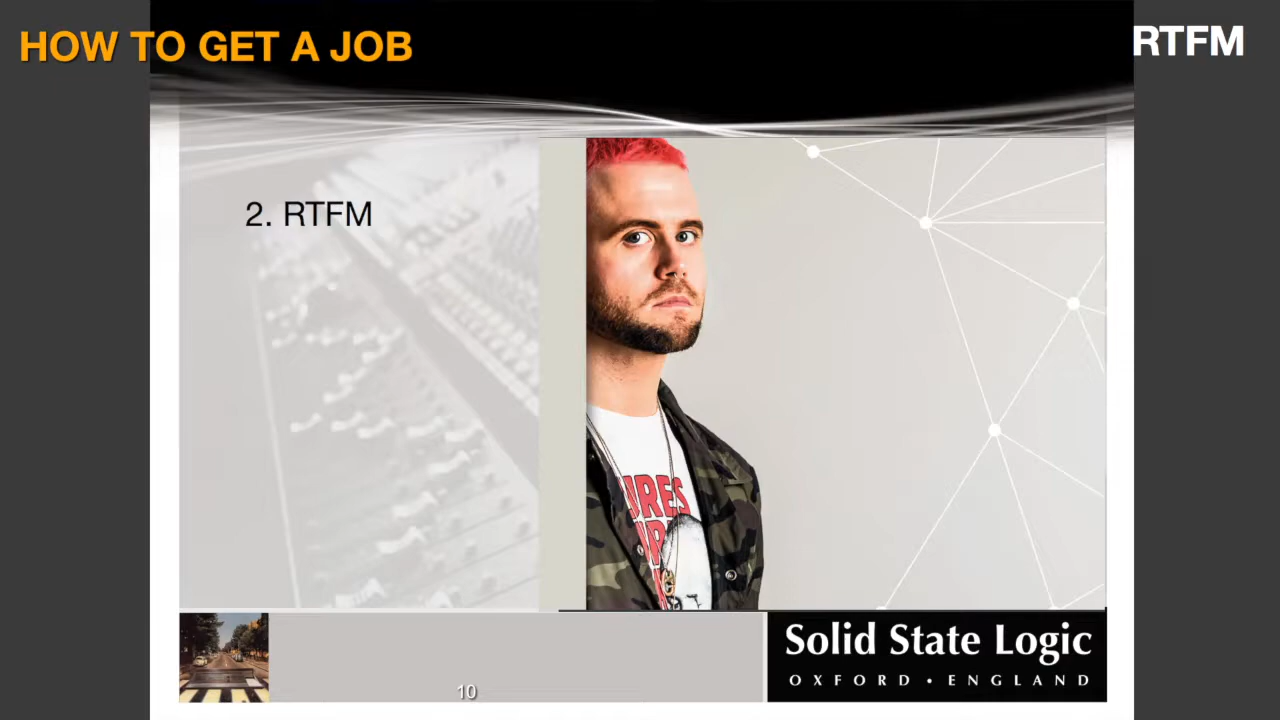 HOW TO GET A JOB
RTFM
2. RTFM
Solid State Logic
OXFORD • ENGLAND
10